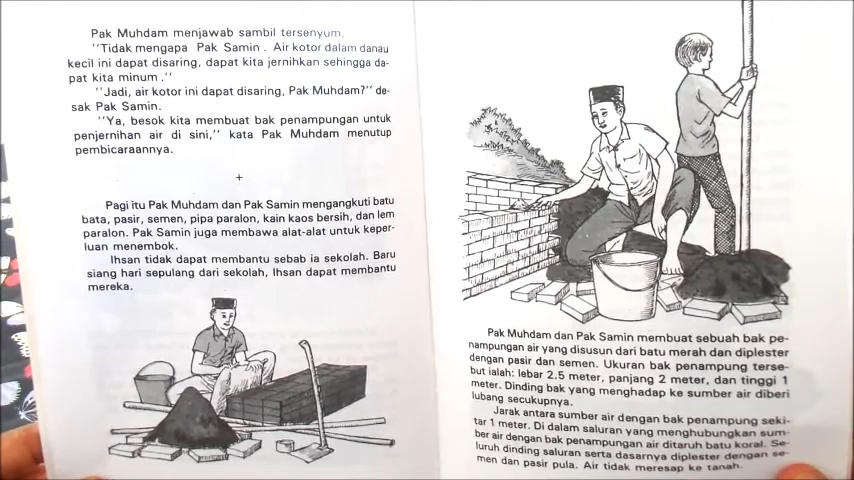 Pak Muhdam menjawab sambil tersenyum.
"Tidak mengapa Pak Samin. Air kotor dalam danau
kecil ini dapat disaring, dapat kita jernihkan sehingga da-
pat kita minum."
"Jadi, air kotor ini dapat disaring, Pak Muhdam?" de-
sak Pak Samin.
"Ya, besok kita membuat bak penampungan untuk
penjernihan air di sini," kata Pak Muhdam menutup
pembicaraannya.
+
Pagi itu Pak Muhdam dan Pak Samin mengangkuti batu
bata, pasir, semen, pipa paralon, kain kaos bersih, dan lem
paralon. Pak Samin juga membawa alat-alat untuk keper-
luan menembok.
Ihsan tidak dapat membantu sebab ia sekolah. Baru
siang hari sepulang dari sekolah, Ihsan dapat membantu
mereka.
Pak Muhdam dan Pak Samin membuat sebuah bak pe-
nampungan air yang disusun dari batu merah dan diplester
dengan pasir dan semen. Ukuran bak penampung terse-
but ialah: lebar 2.5 meter, panjang 2 meter, dan tinggi 1
meter. Dinding bak yang menghadap ke sumber air diberi
lubang secukupnya.
Jarak antara sumber air dengan bak penampung seki-
tar 1 meter. Di dalam saluran yang menghubungkan sum-
ber air dengan bak penampungan air ditaruh batu koral. Se-
luruh dinding saluran serta dasarnya diplester dengan se-
men dan pasir pula. Air tidak meresap ke tanah.